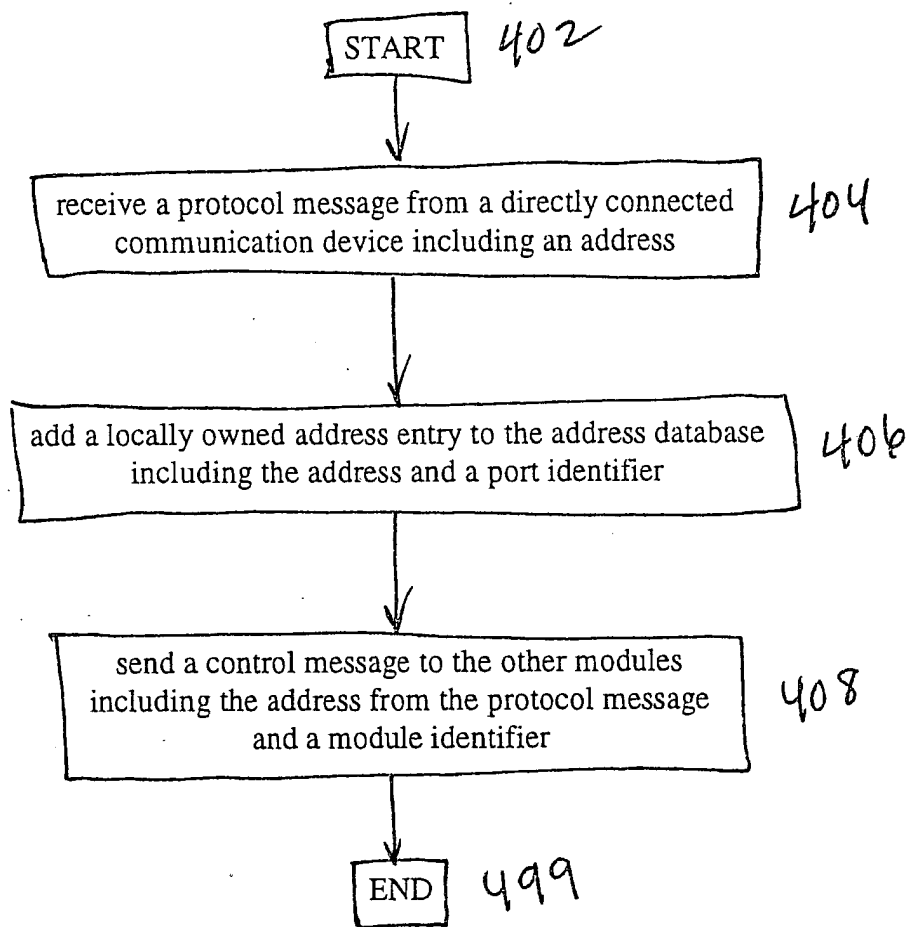 START 402
receive a protocol message from a directly connected
communication device including an address 404
add a locally owned address entry to the address database
including the address and a port identifier 406
send a control message to the other modules
including the address from the protocol message
and a module identifier 408
END 499